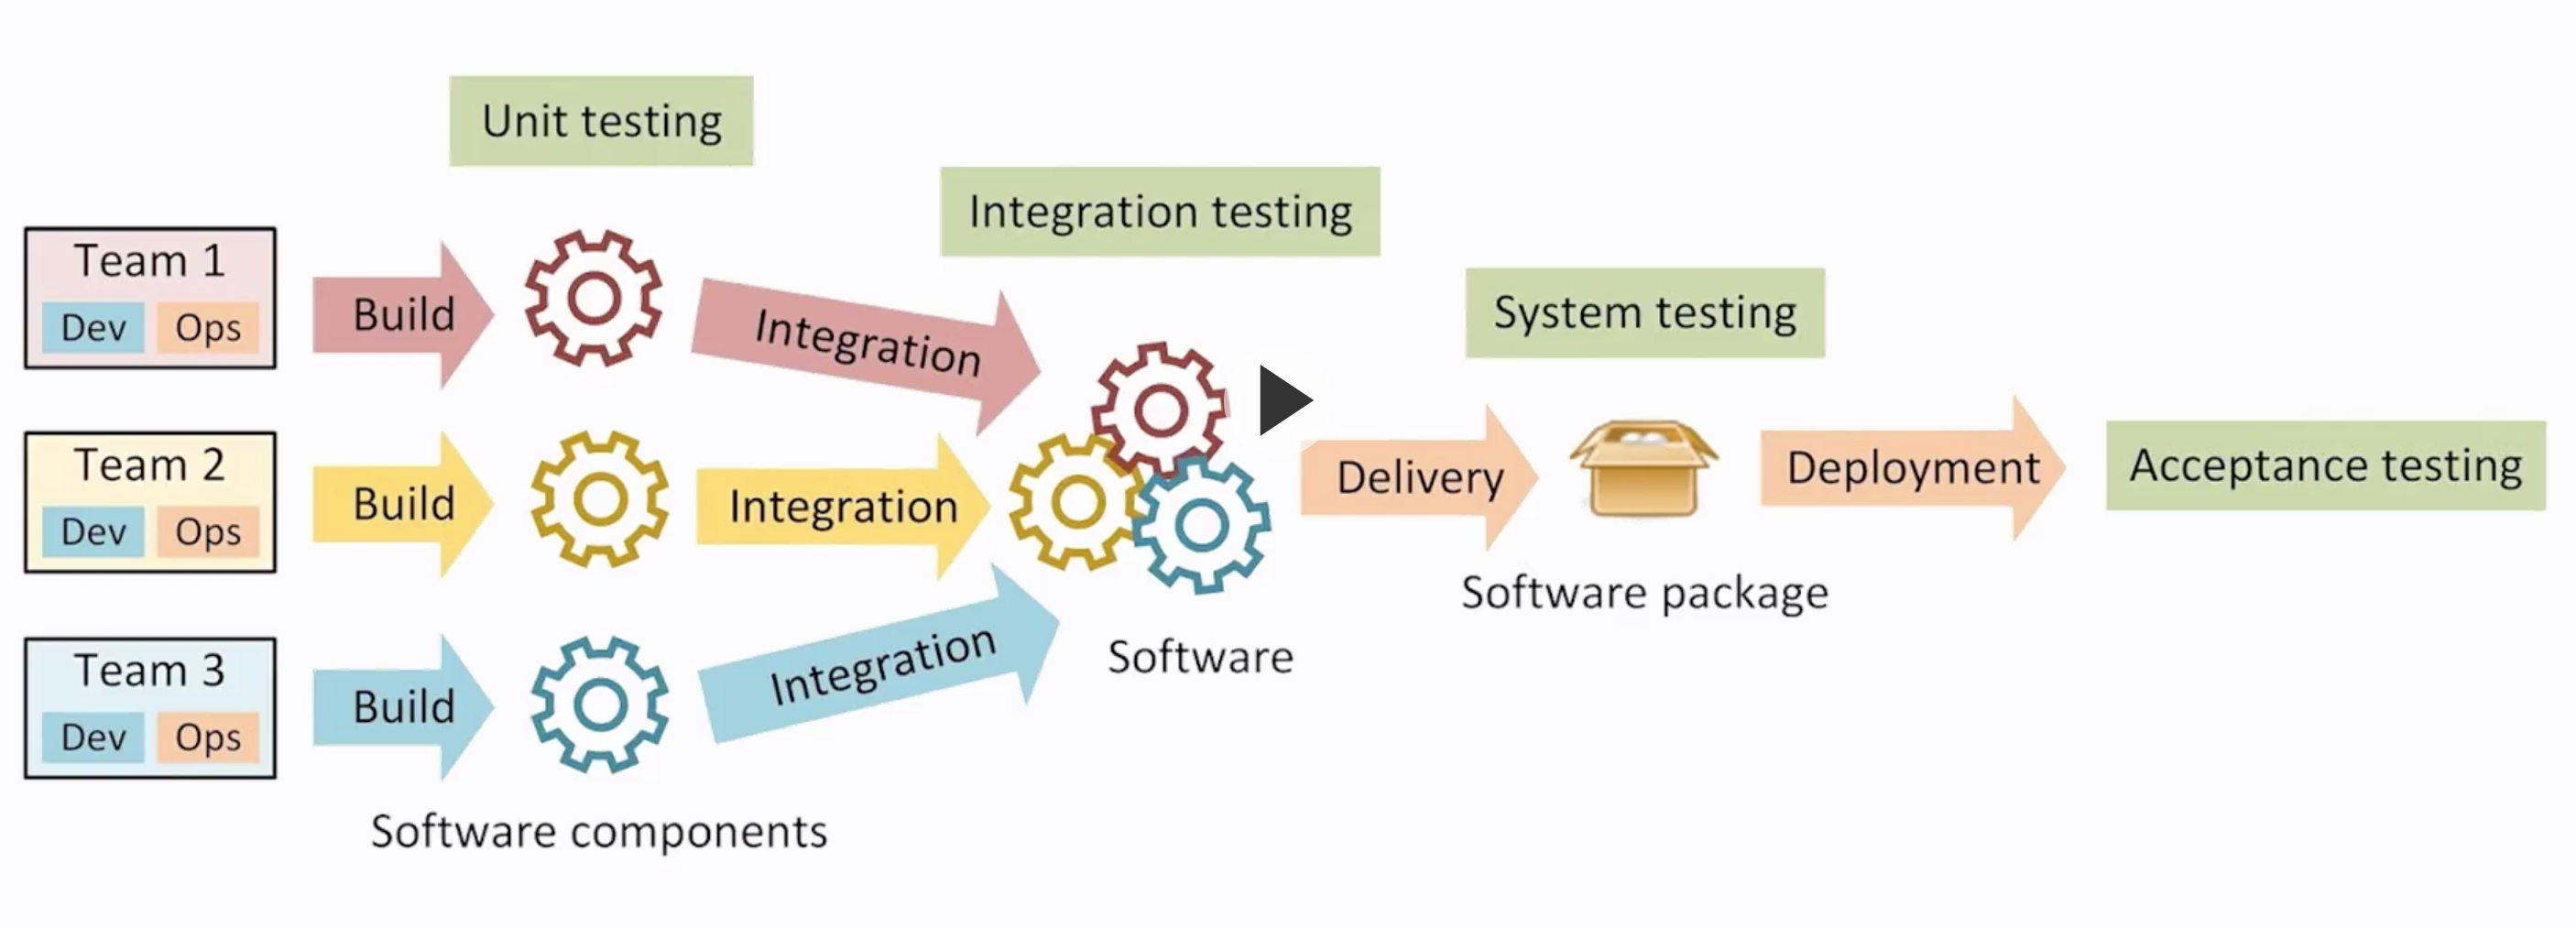 Unit testing
Integration testing
System testing
Team 1
Dev Ops
Build
Integration
Team 2
Dev Ops
Build
Integration
Delivery
Deployment
Acceptance testing
Software package
Team 3
Dev Ops
Build
Integration
Software
Software components